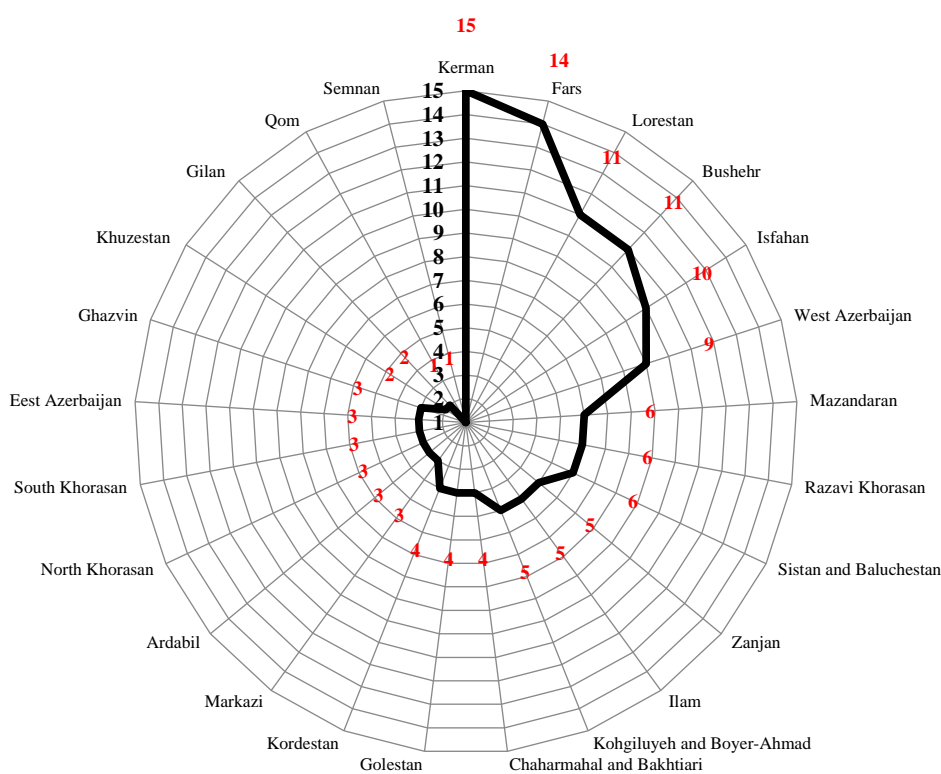 15
14
Kerman
Semnan
Fars
15
Qom
Lorestan
14
13
11
Gilan
12
Bushehr
11
11
10
Khuzestan
9
Isfahan
8
10
7
Ghazvin
6
West Azerbaijan
5
9
2
4
1
1
2
3
3
Eest Azerbaijan
2
Mazandaran
3
1
6
3
6
South Khorasan
3
Razavi Khorasan
3
6
3
5
4
4
4
5
5
North Khorasan
Sistan and Baluchestan
Ardabil
Zanjan
Markazi
Ilam
Kordestan
Kohgiluyeh and Boyer-Ahmad
Golestan
Chaharmahal and Bakhtiari